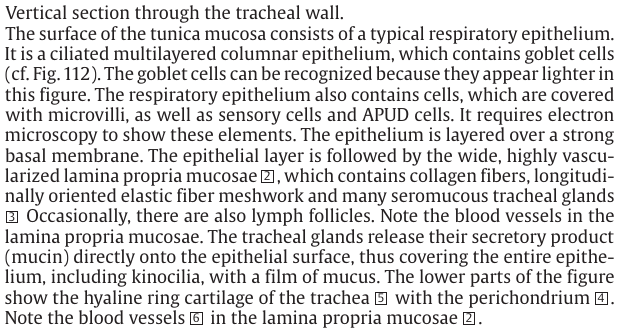 Vertical section through the tracheal wall.
The surface of the tunica mucosa consists of a typical respiratory epithelium.
It is a ciliated multilayered columnar epithelium, which contains goblet cells
(cf. Fig. 112). The goblet cells can be recognized because they appear lighter in
this figure. The respiratory epithelium also contains cells, which are covered
with microvilli, as well as sensory cells and APUD cells. It requires electron
microscopy to show these elements. The epithelium is layered over a strong
basal membrane. The epithelial layer is followed by the wide, highly vascu-
larized lamina propria mucosae 2, which contains collagen fibers, longitudi-
nally oriented elastic fiber meshwork and many seromucous tracheal glands
3 Occasionally, there are also lymph follicles. Note the blood vessels in the
lamina propria mucosae. The tracheal glands release their secretory product
(mucin) directly onto the epithelial surface, thus covering the entire epithe-
lium, including kinocilia, with a film of mucus. The lower parts of the figure
show the hyaline ring cartilage of the trachea 5 with the perichondrium 4.
Note the blood vessels 6 in the lamina propria mucosae 2.